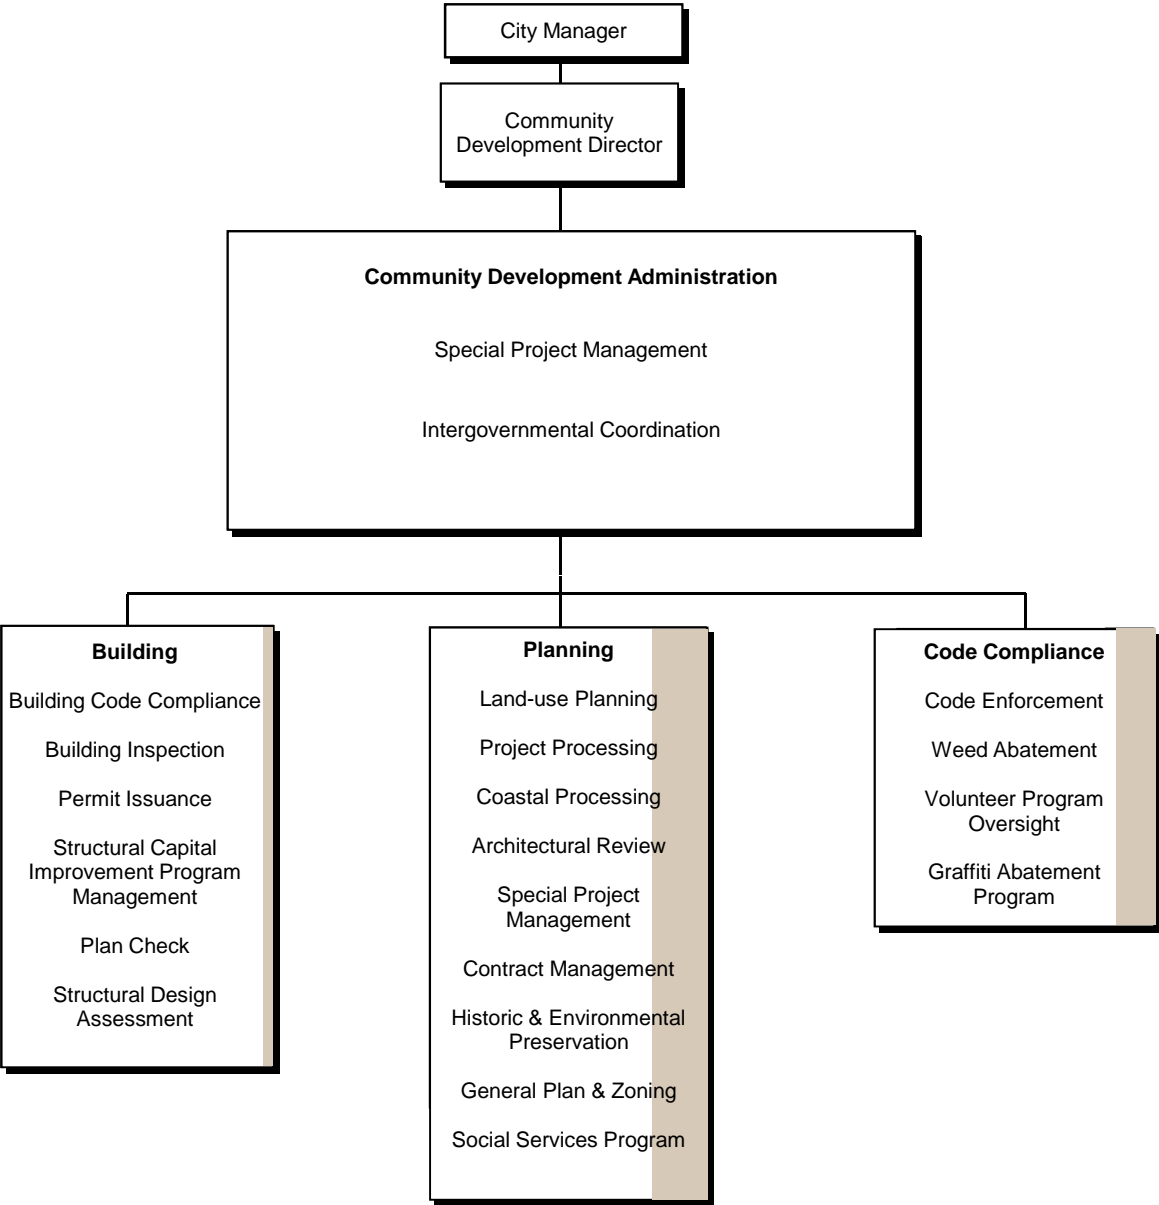 City Manager
Community
Development Director
Community Development Administration
Special Project Management
Intergovernmental Coordination
Building
Building Code Compliance
Building Inspection
Permit Issuance
Structural Capital
Improvement Program
Management
Plan Check
Structural Design
Assessment
Planning
Land-use Planning
Project Processing
Coastal Processing
Architectural Review
Special Project
Management
Contract Management
Historic & Environmental
Preservation
General Plan & Zoning
Social Services Program
Code Compliance
Code Enforcement
Weed Abatement
Volunteer Program
Oversight
Graffiti Abatement
Program